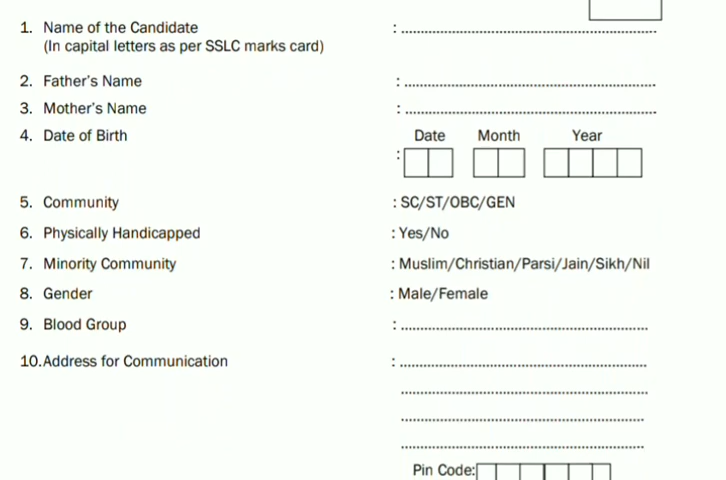 1. Name of the Candidate : ................................................
(In capital letters as per SSLC marks card)
2. Father's Name : ................................................
3. Mother's Name : ................................................
4. Date of Birth : Date Month Year
5. Community : SC/ST/OBC/GEN
6. Physically Handicapped : Yes/No
7. Minority Community : Muslim/Christian/Parsi/Jain/Sikh/Nil
8. Gender : Male/Female
9. Blood Group : ................................................
10.Address for Communication : ................................................
................................................
................................................
................................................
Pin Code: